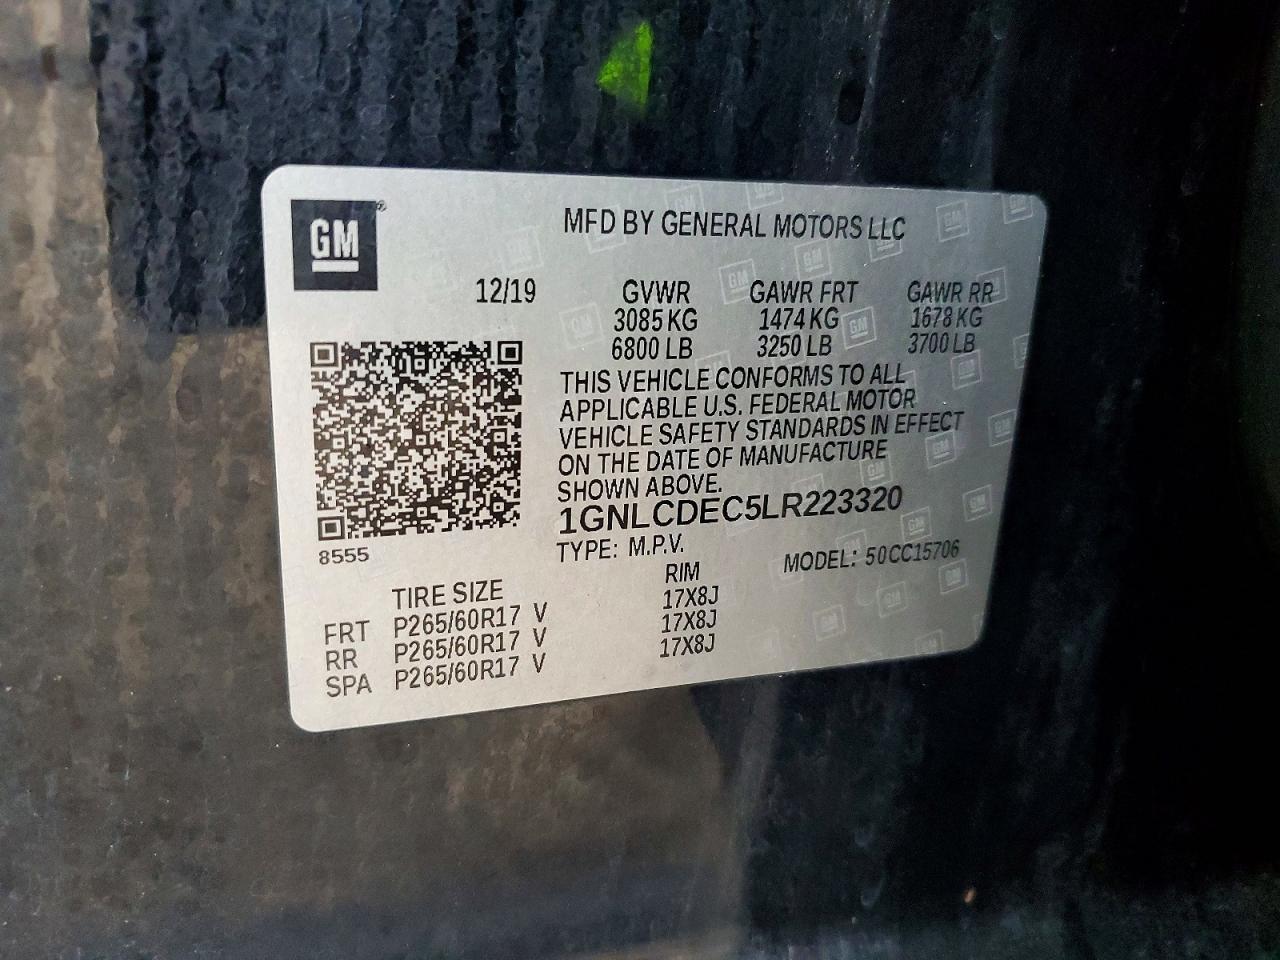 GM
MFD BY GENERAL MOTORS LLC
12/19 GVWR GAWR FRT GAWR RR
3085 KG 1474 KG 1678 KG
6800 LB 3250 LB 3700 LB
THIS VEHICLE CONFORMS TO ALL
APPLICABLE U.S. FEDERAL MOTOR
VEHICLE SAFETY STANDARDS IN EFFECT
ON THE DATE OF MANUFACTURE
SHOWN ABOVE.
1GNLCDEC5LR223320
8555
TYPE: M.P.V. MODEL: 50CC15706
TIRE SIZE RIM
FRT P265/60R17 V 17X8J
RR P265/60R17 V 17X8J
SPA P265/60R17 V 17X8J